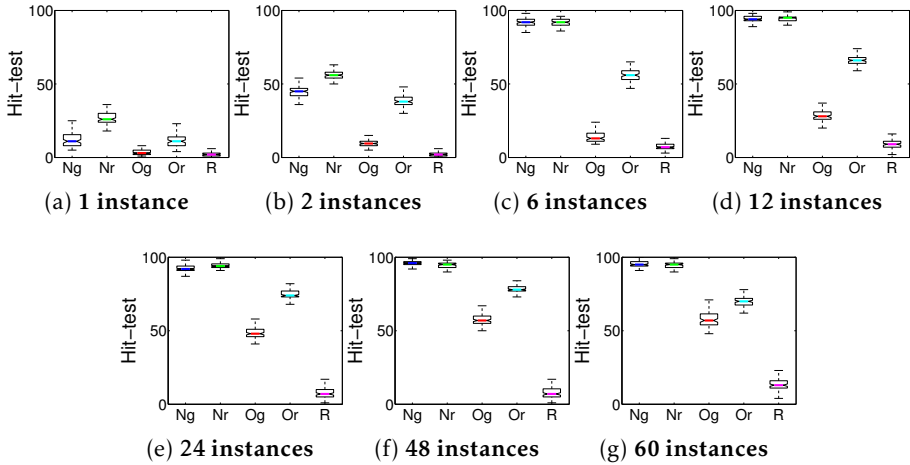 100
50
0
Hit-test
Ng Nr Og Or R
(a) 1 instance
100
50
0
Hit-test
Ng Nr Og Or R
(b) 2 instances
100
50
0
Hit-test
Ng Nr Og Or R
(c) 6 instances
100
50
0
Hit-test
Ng Nr Og Or R
(d) 12 instances
100
50
0
Hit-test
Ng Nr Og Or R
(e) 24 instances
100
50
0
Hit-test
Ng Nr Og Or R
(f) 48 instances
100
50
0
Hit-test
Ng Nr Og Or R
(g) 60 instances